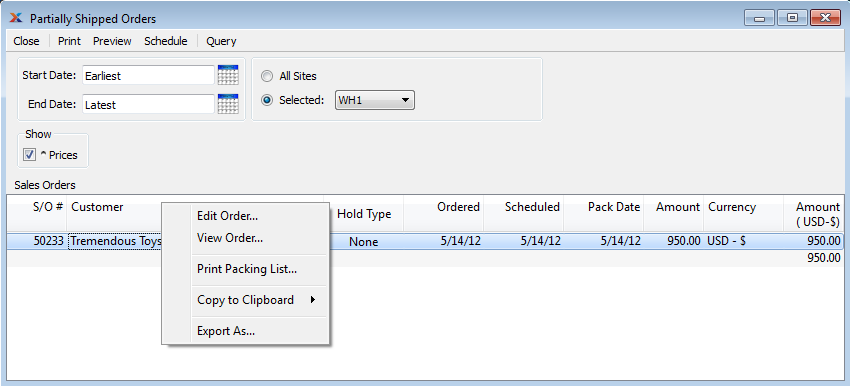 Partially Shipped Orders
Close Print Preview Schedule Query
Start Date: Earliest
End Date: Latest
All Sites
Selected: WH1
Show
^ Prices
Sales Orders
S/O # Customer Hold Type Ordered Scheduled Pack Date Amount Currency Amount
( USD-$)
50233 Tremendous Toys None 5/14/12 5/14/12 5/14/12 950.00 USD - $ 950.00
950.00
Edit Order...
View Order...
Print Packing List...
Copy to Clipboard
Export As...